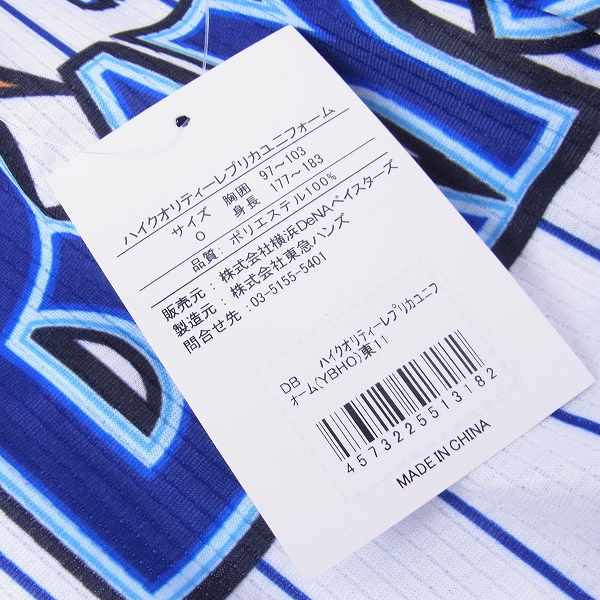 ハイクオリティーレプリカユニフォーム
サイズ 胸囲 97～103
O 身長 177～183
品質： ポリエステル100%
販売元：株式会社横浜DeNAベイスターズ
製造元：株式会社東急ハンズ
問合せ先：03-5155-5401
DB ハイクオリティーレプリカユニフ
ォーム(YBHO)東11
4573225513182
MADE IN CHINA